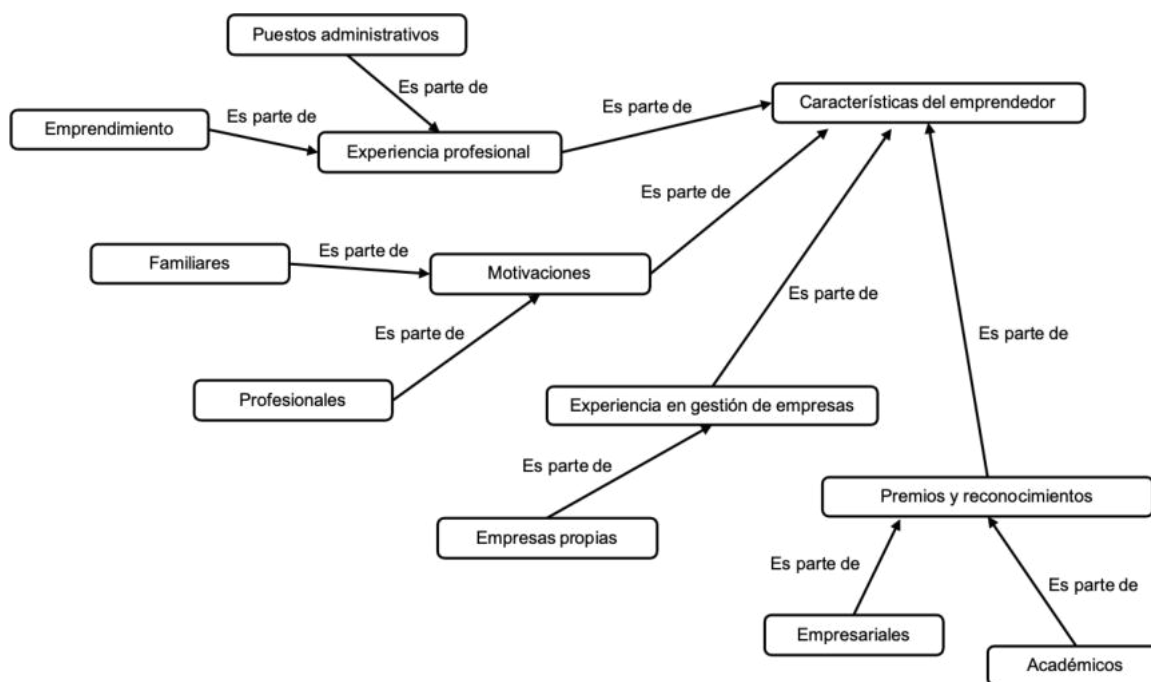 Puestos administrativos
Es parte de
Es parte de
Características del emprendedor
Emprendimiento
Es parte de
Experiencia profesional
Es parte de
Familiares
Es parte de
Motivaciones
Es parte de
Es parte de
Es parte de
Profesionales
Experiencia en gestión de empresas
Es parte de
Premios y reconocimientos
Empresas propias
Es parte de
Es parte de
Empresariales
Académicos